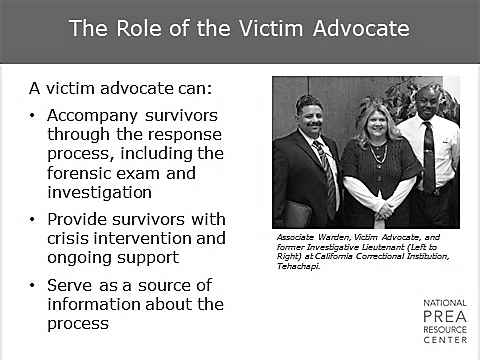 The Role of the Victim Advocate
A victim advocate can:
• Accompany survivors
through the response
process, including the
forensic exam and
investigation
• Provide survivors with
crisis intervention and
ongoing support
• Serve as a source of
information about the
process
Associate Warden, Victim Advocate, and
former Investigative Lieutenant (Left to
Right) at California Correctional Institution,
Tehachapi.
NATIONAL
PREA
RESOURCE
CENTER